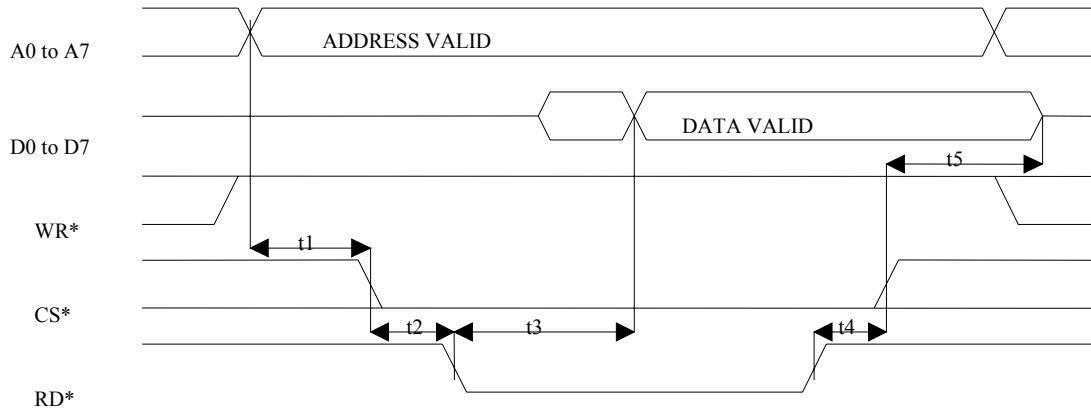 ADDRESS VALID
A0 to A7
DATA VALID
D0 to D7
t5
WR*
t1
CS*
t2 t3 t4
RD*